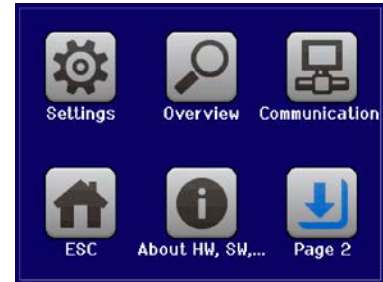 Settings
Overview
Communication
ESC
About HW, SW,...
Page 2